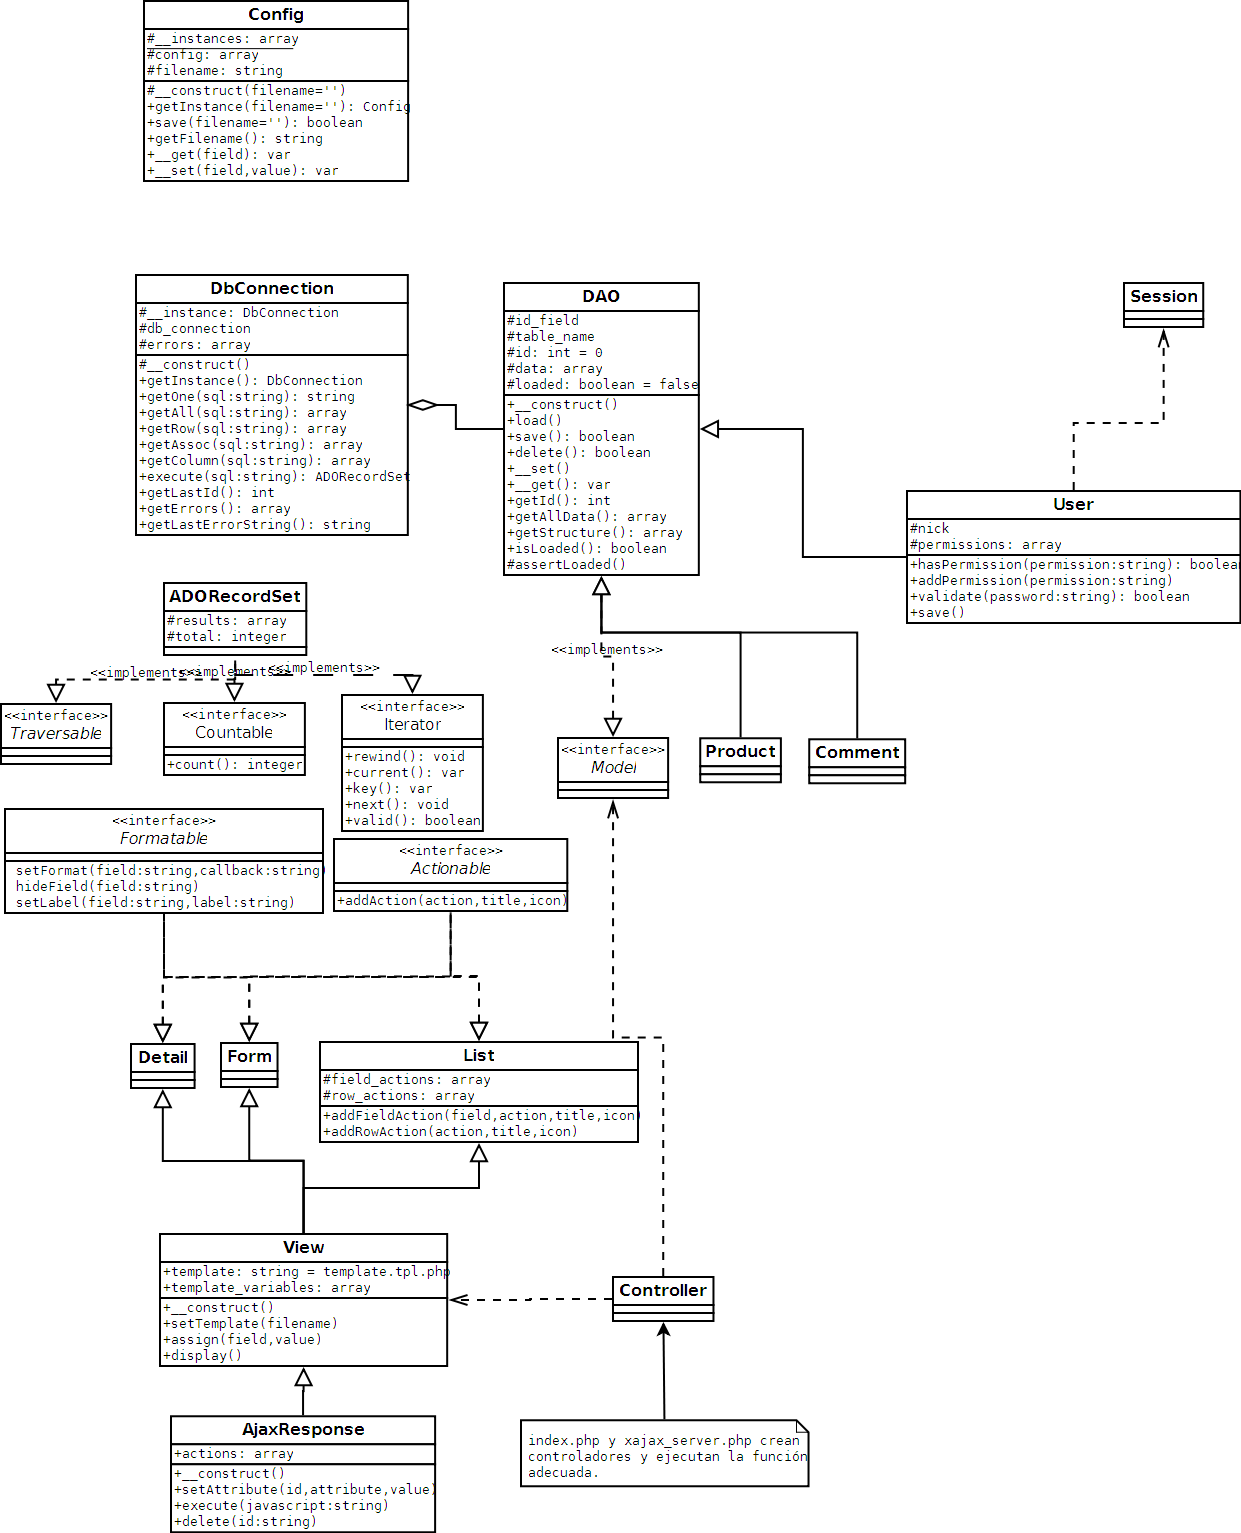 Config
#__instances: array
#config: array
#filename: string
#__construct(filename='')
+getInstance(filename=''): Config
+save(filename=''): boolean
+getFilename(): string
+__get(field): var
+__set(field,value): var
DbConnection
#__instance: DbConnection
#db_connection
#errors: array
#__construct()
+getInstance(): DbConnection
+getOne(sql:string): string
+getAll(sql:string): array
+getRow(sql:string): array
+getAssoc(sql:string): array
+getColumn(sql:string): array
+execute(sql:string): ADORecordSet
+getLastId(): int
+getErrors(): array
+getLastErrorString(): string
DAO
#id_field
#table_name
#id: int = 0
#data: array
#loaded: boolean = false
+__construct()
+load()
+save(): boolean
+delete(): boolean
+__set()
+__get(): var
+getId(): int
+getAllData(): array
+getStructure(): array
+isLoaded(): boolean
#assertLoaded()
Session
User
#nick
#permissions: array
+hasPermission(permission:string): boolean
+addPermission(permission:string)
+validate(password:string): boolean
+save()
ADORecordSet
#results: array
#total: integer
<<implements>>
<<implements>>
<<implements>>
<<implements>>
<<interface>>
Traversable
<<interface>>
Countable
+count(): integer
<<interface>>
Iterator
+rewind(): void
+current(): var
+key(): var
+next(): void
+valid(): boolean
<<interface>>
Model
Product
Comment
<<interface>>
Formatable
setFormat(field:string,callback:string)
hideField(field:string)
setLabel(field:string,label:string)
<<interface>>
Actionable
+addAction(action,title,icon)
Detail
Form
List
#field_actions: array
#row_actions: array
+addFieldAction(field,action,title,icon)
+addRowAction(action,title,icon)
View
+template: string = template.tpl.php
+template_variables: array
+__construct()
+setTemplate(filename)
+assign(field,value)
+display()
Controller
AjaxResponse
+actions: array
+__construct()
+setAttribute(id,attribute,value)
+execute(javascript:string)
+delete(id:string)
index.php y xajax_server.php crean
controladores y ejecutan la función
adecuada.